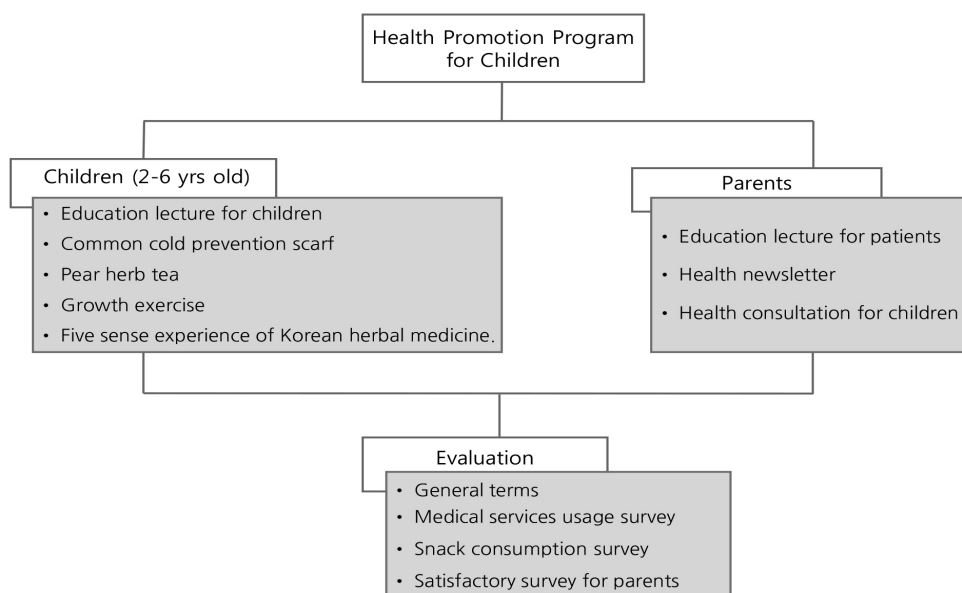 Health Promotion Program
for Children
Children (2-6 yrs old)
• Education lecture for children
• Common cold prevention scarf
• Pear herb tea
• Growth exercise
• Five sense experience of Korean herbal medicine.
Parents
• Education lecture for patients
• Health newsletter
• Health consultation for children
Evaluation
• General terms
• Medical services usage survey
• Snack consumption survey
• Satisfactory survey for parents